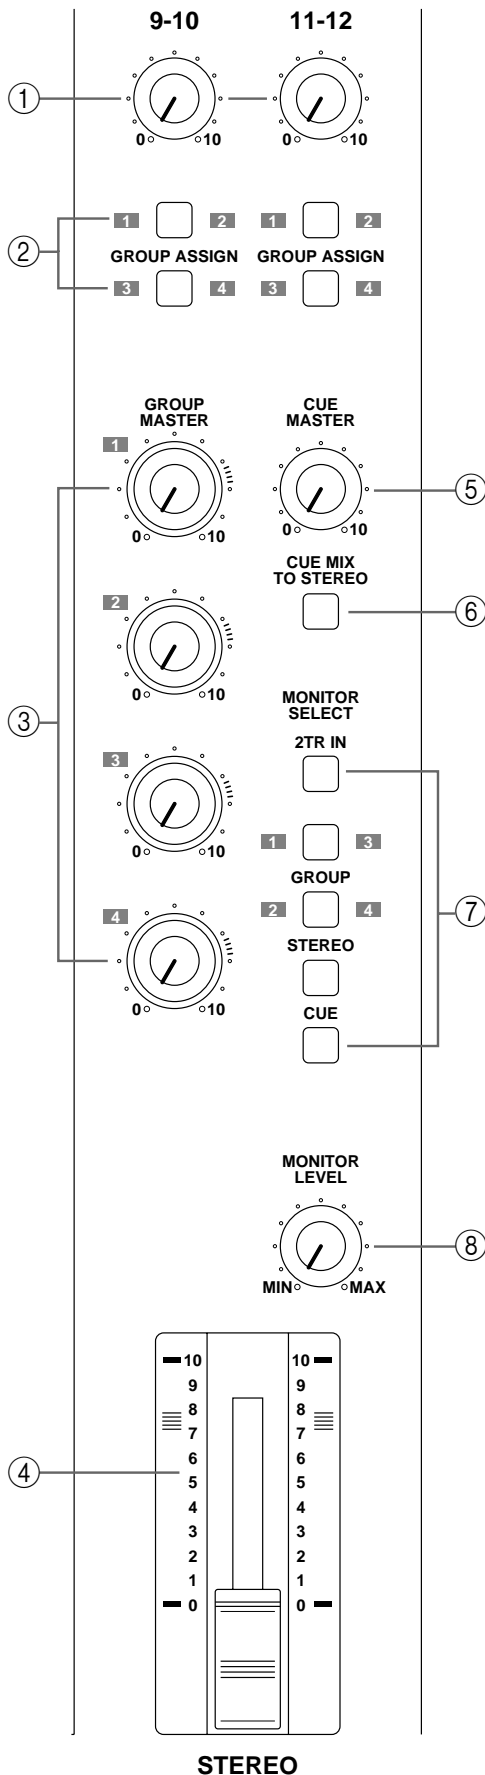 9-10 11-12
① 0 10 0 10
② 1 2 1 2
GROUP ASSIGN GROUP ASSIGN
3 4 3 4
GROUP MASTER CUE MASTER
1
0 10 0 10 ⑤
CUE MIX TO STEREO
2 ⑥
0 10
③
MONITOR SELECT
2TR IN
3
0 10
1 3
GROUP
2 4 ⑦
4
STEREO
0 10
CUE
MONITOR LEVEL
⑧
MIN MAX
10 10
9 9
8 8
7 7
6 6
④ 5 5
4 4
3 3
2 2
1 1
0 0
STEREO